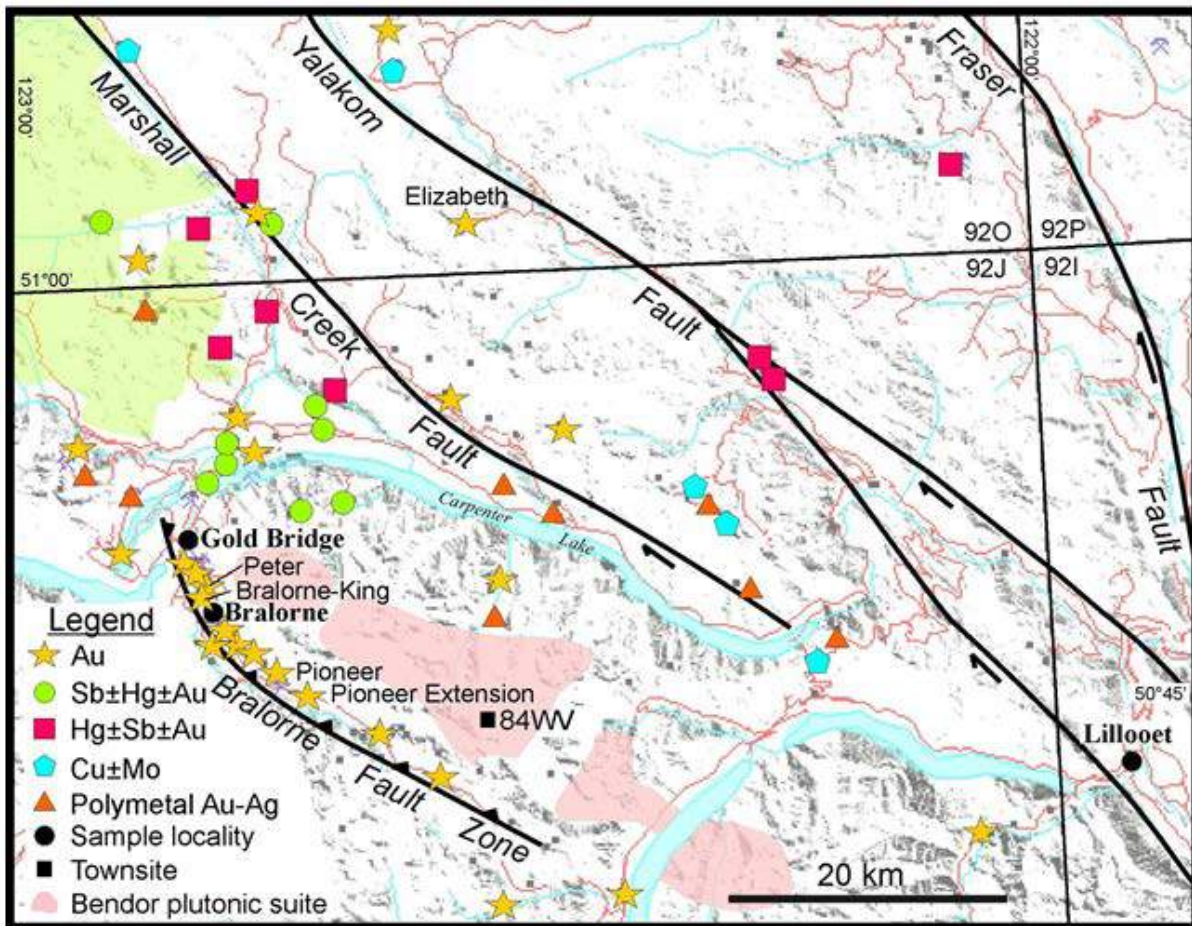 Marshall
Creek
Fault
Yalakom
Fault
Fraser
Fault
123°00'
122°00'
51°00'
50°45'
92O
92P
92J
92I
Elizabeth
Carpenter
Lake
Gold Bridge
Peter
Bralorne-King
Bralorne
Pioneer
Pioneer Extension
84WV
Bralorne
Fault
Zone
Lillooet
20 km
Legend
Au
Sb±Hg±Au
Hg±Sb±Au
Cu±Mo
Polymetal Au-Ag
Sample locality
Townsite
Bendor plutonic suite